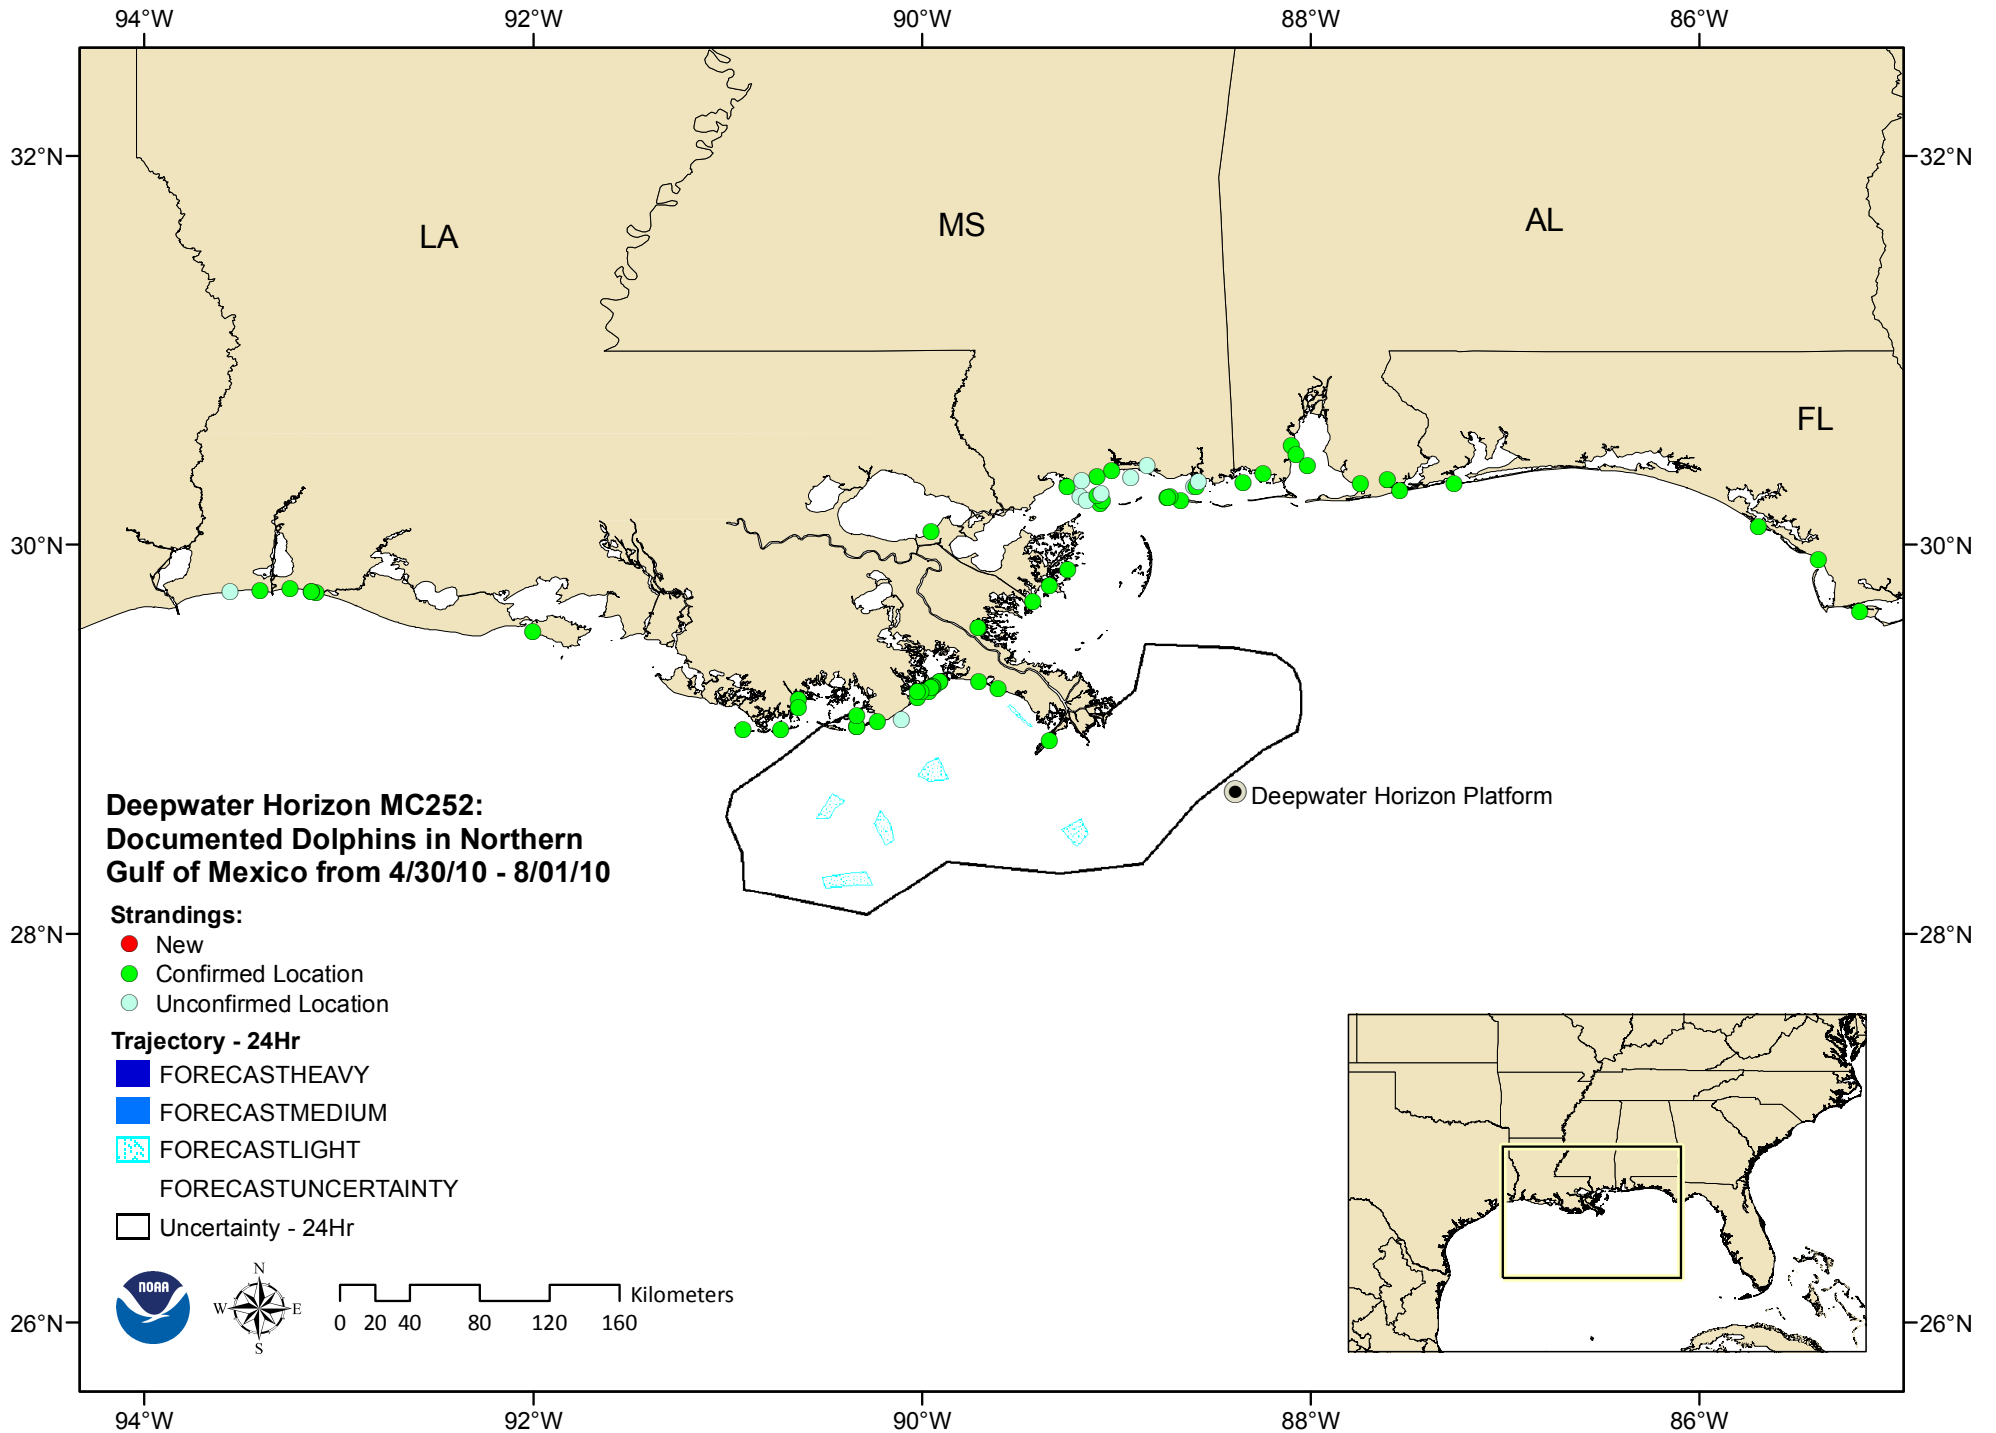 94°W 92°W 90°W 88°W 86°W
32°N 32°N
LA MS AL
FL
30°N 30°N
Deepwater Horizon Platform
Deepwater Horizon MC252:
Documented Dolphins in Northern
Gulf of Mexico from 4/30/10 - 8/01/10
28°N 28°N
Strandings:
New
Confirmed Location
Unconfirmed Location
Trajectory - 24Hr
FORECASTHEAVY
FORECASTMEDIUM
FORECASTLIGHT
FORECASTUNCERTAINTY
Uncertainty - 24Hr
NOAA
N
W E
S
Kilometers
0 20 40 80 120 160
26°N 26°N
94°W 92°W 90°W 88°W 86°W